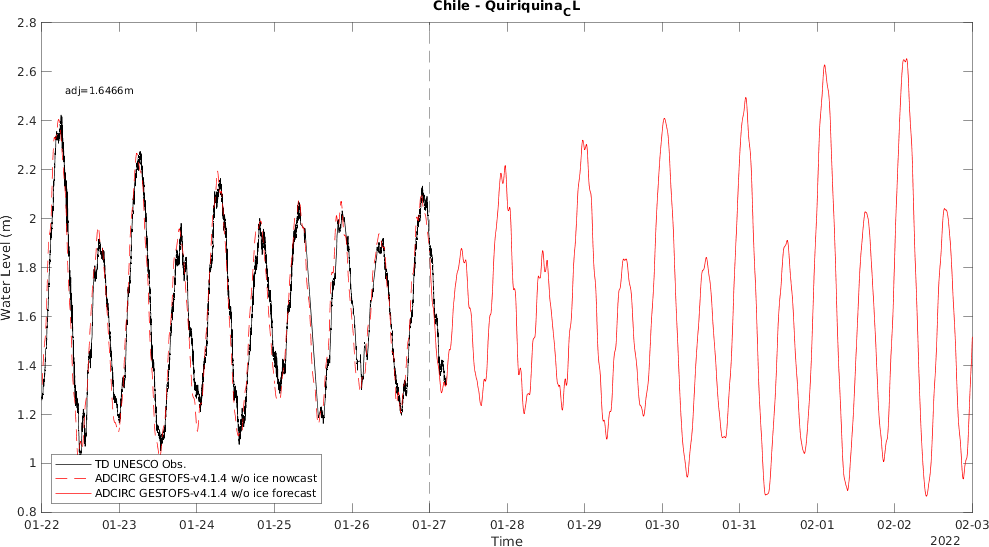 Chile - Quiriquina_CL
adj=1.6466m
Water Level (m)
2.8
2.6
2.4
2.2
2
1.8
1.6
1.4
1.2
1
0.8
TD UNESCO Obs.
ADCIRC GESTOFS-v4.1.4 w/o ice nowcast
ADCIRC GESTOFS-v4.1.4 w/o ice forecast
01-22 01-23 01-24 01-25 01-26 01-27 01-28 01-29 01-30 01-31 02-01 02-02 02-03
Time
2022